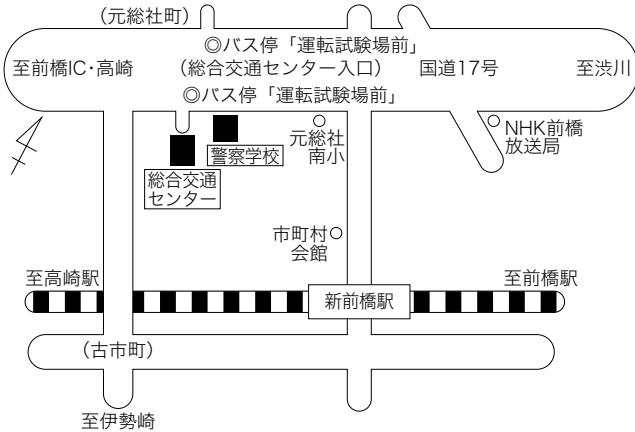 (元総社町)
◎バス停「運転試験場前」
至前橋IC・高崎
(総合交通センター入口)
国道17号
至渋川
◎バス停「運転試験場前」
元総社
南小
NHK前橋
放送局
警察学校
総合交通
センター
市町村
会館
至高崎駅
新前橋駅
至前橋駅
(古市町)
至伊勢崎